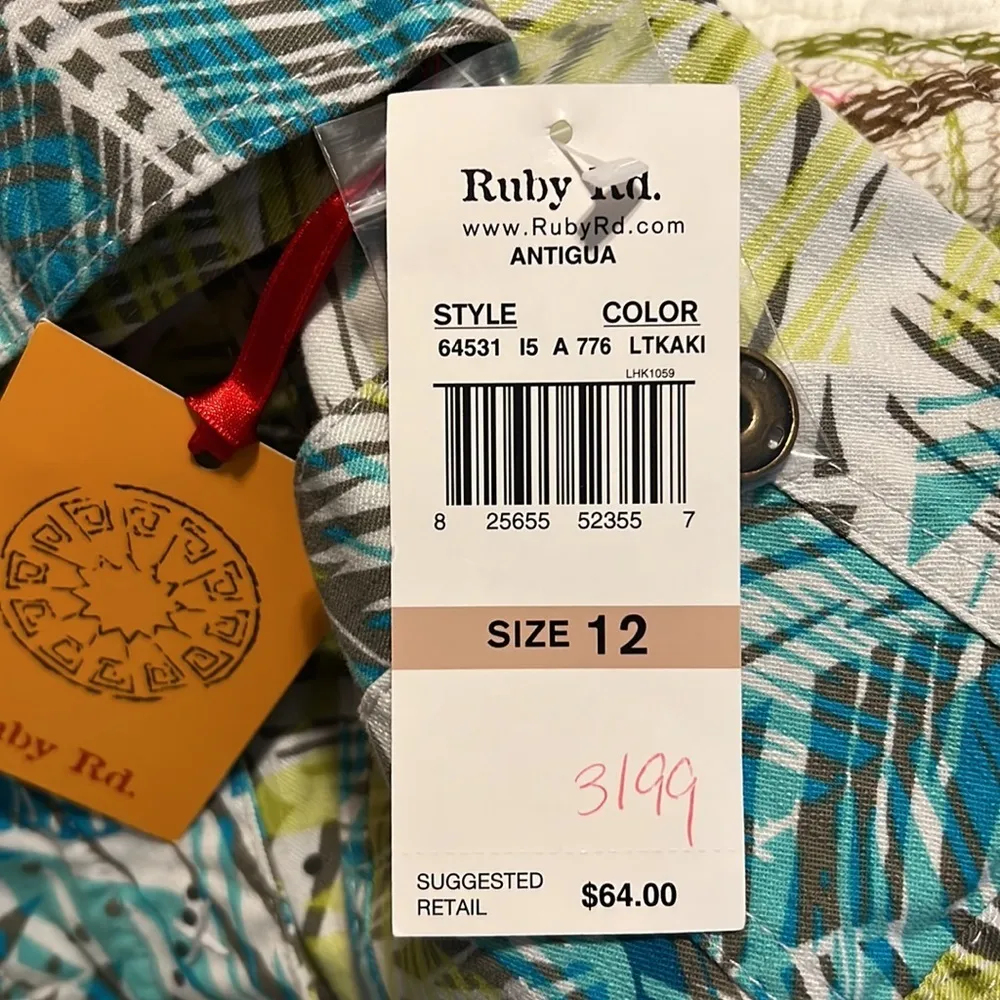 Ruby Rd.
www.RubyRd.com
ANTIGUA
STYLE COLOR
64531 I5 A 776 LTKAKI
LHK1059
8 25655 52355 7
SIZE 12
3199
SUGGESTED
RETAIL $64.00
Rd.